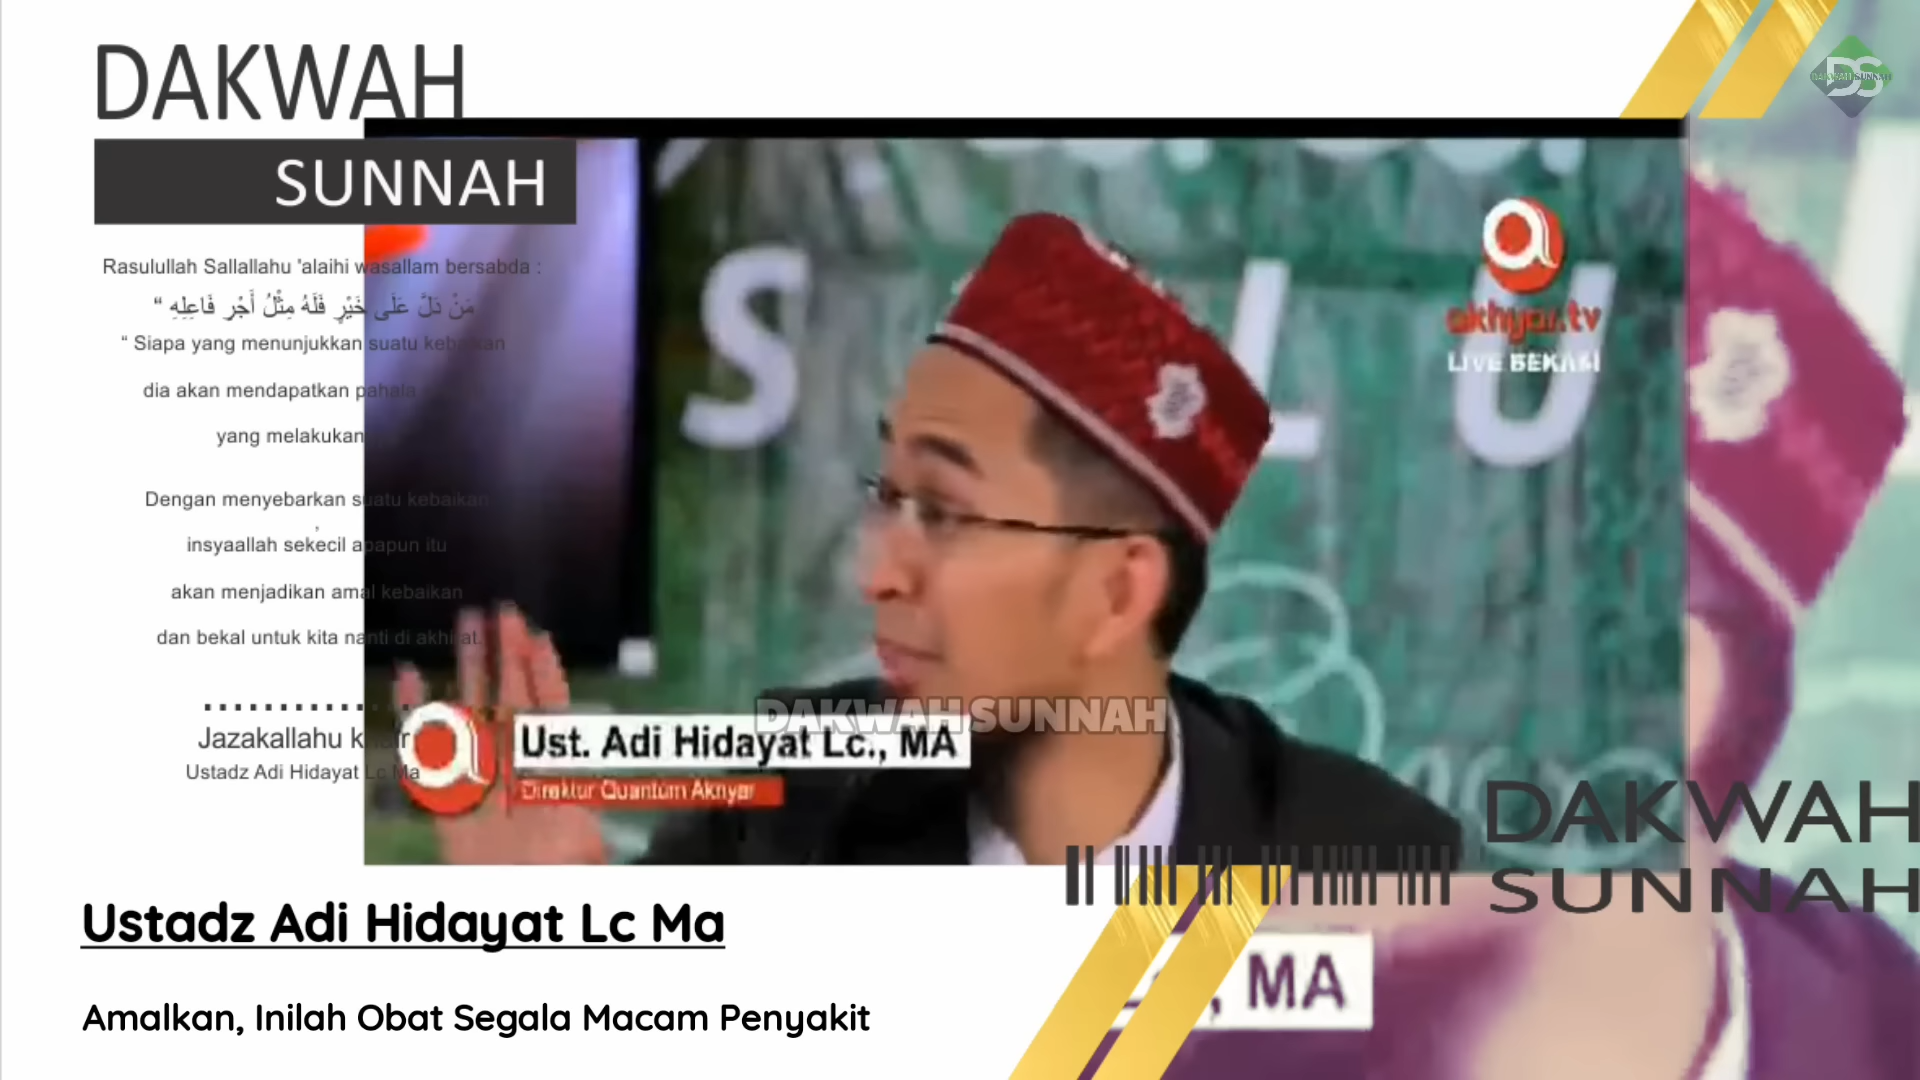 DAKWAH
SUNNAH
DS
DAKWAH SUNNAH
Rasulullah Sallallahu 'alaihi wasallam bersabda :
مَنْ دَلَّ عَلَى خَيْرٍ فَلَهُ مِثْلُ أَجْرِ فَاعِلِهِ “
“ Siapa yang menunjukkan suatu kebaikan
dia akan mendapatkan pahala
yang melakukan
Dengan menyebarkan suatu kebaikan
insyaallah sekecil apapun itu
akan menjadikan amal kebaikan
dan bekal untuk kita nanti di akhirat.
Jazakallahu khair
Ustadz Adi Hidayat Lc Ma
S L U
akhyar.tv
LIVE BEKASI
DAKWAH SUNNAH
Ust. Adi Hidayat Lc., MA
Direktur Quantum Akhyar
DAKWAH
SUNNAH
, MA
Ustadz Adi Hidayat Lc Ma
Amalkan, Inilah Obat Segala Macam Penyakit